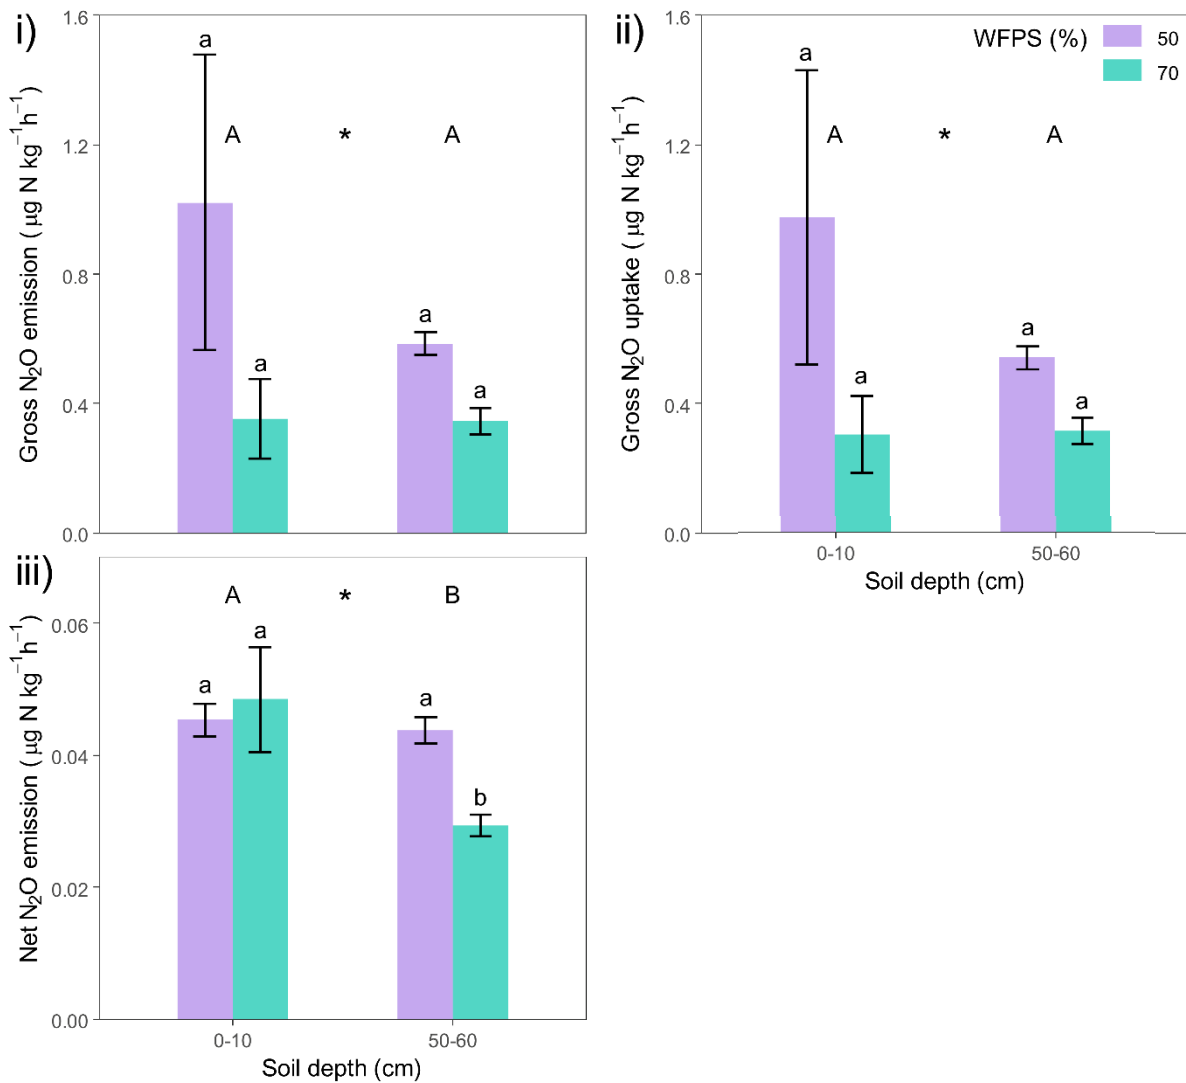 i)
Gross N₂O emission ( μg N kg⁻¹h⁻¹)
1.6
1.2
0.8
0.4
0.0
a
A * A
a
a
a
ii)
Gross N₂O uptake ( μg N kg⁻¹h⁻¹)
1.6
1.2
0.8
0.4
0.0
WFPS (%)
50
70
a
A * A
a
a
a
0-10 50-60
Soil depth (cm)
iii)
Net N₂O emission ( μg N kg⁻¹h⁻¹)
0.06
0.04
0.02
0.00
A * B
a
a
a
b
0-10 50-60
Soil depth (cm)